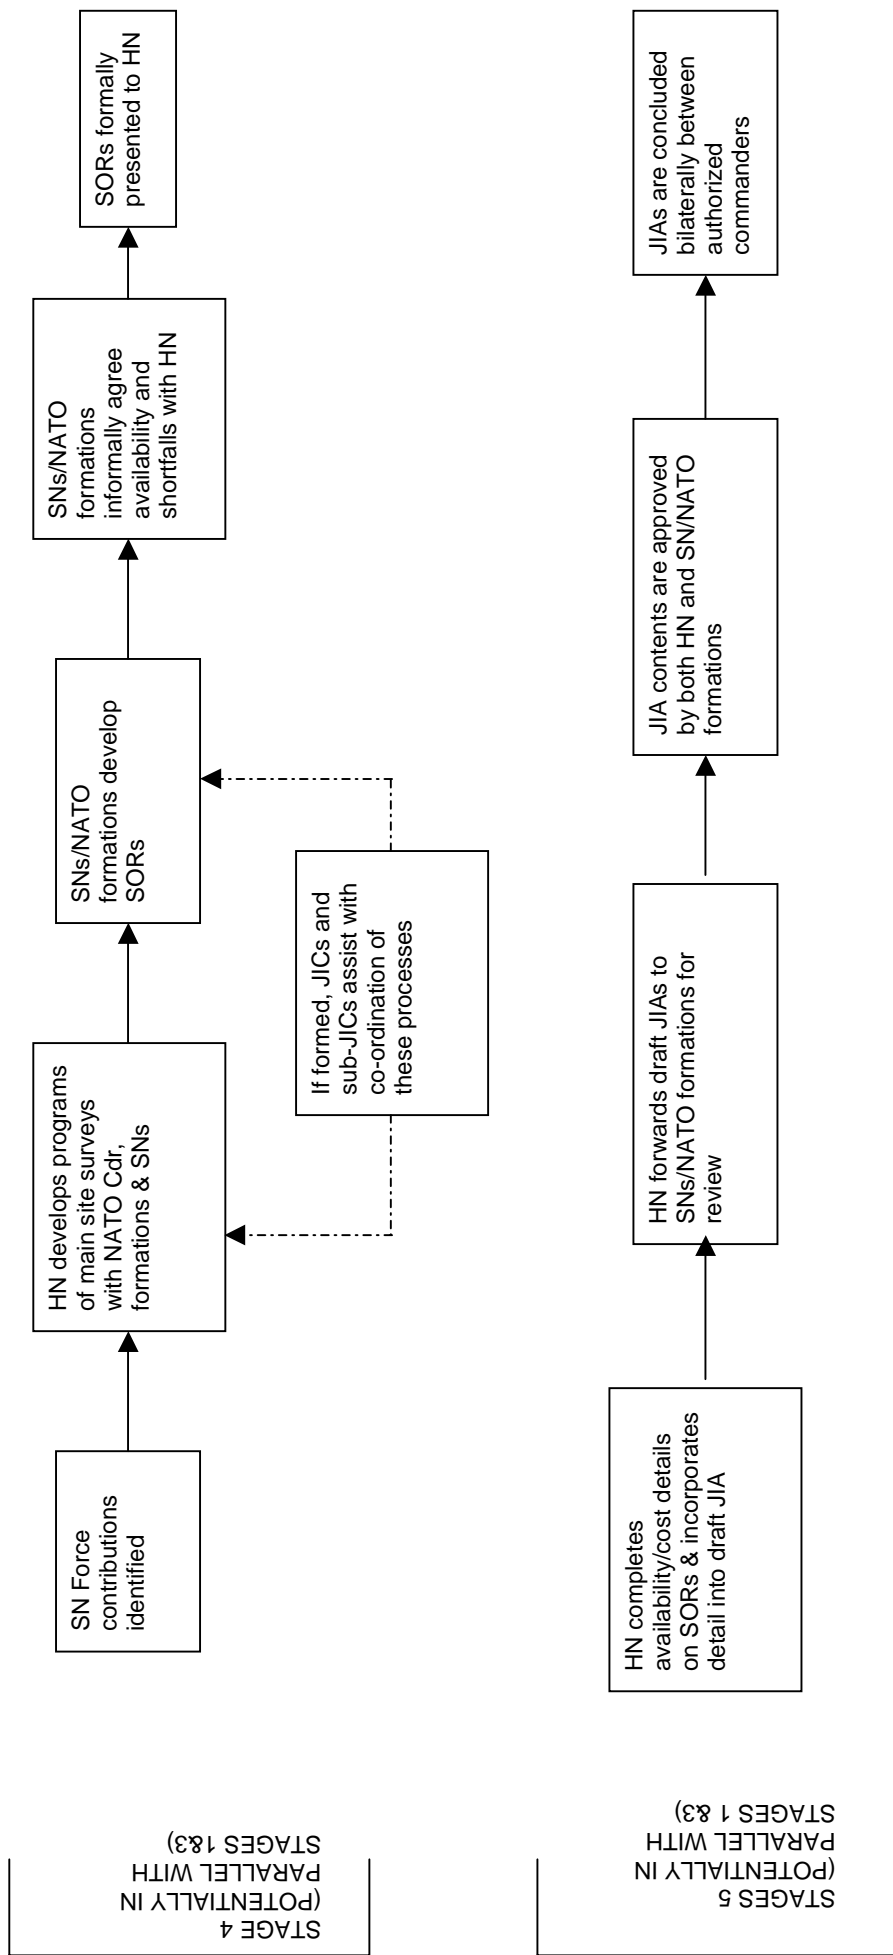 STAGE 4
(POTENTIALLY IN
PARALLEL WITH
STAGES 1&3)
SN Force
contributions
identified
HN develops programs
of main site surveys
with NATO Cdr,
formations & SNs
SNs/NATO
formations develop
SORs
SNs/NATO
formations
informally agree
availability and
shortfalls with HN
SORs formally
presented to HN
If formed, JICs and
sub-JICs assist with
co-ordination of
these processes
STAGES 5
(POTENTIALLY IN
PARALLEL WITH
STAGES 1 &3)
HN completes
availability/cost details
on SORs & incorporates
detail into draft JIA
HN forwards draft JIAs to
SNs/NATO formations for
review
JIA contents are approved
by both HN and SN/NATO
formations
JIAs are concluded
bilaterally between
authorized
commanders